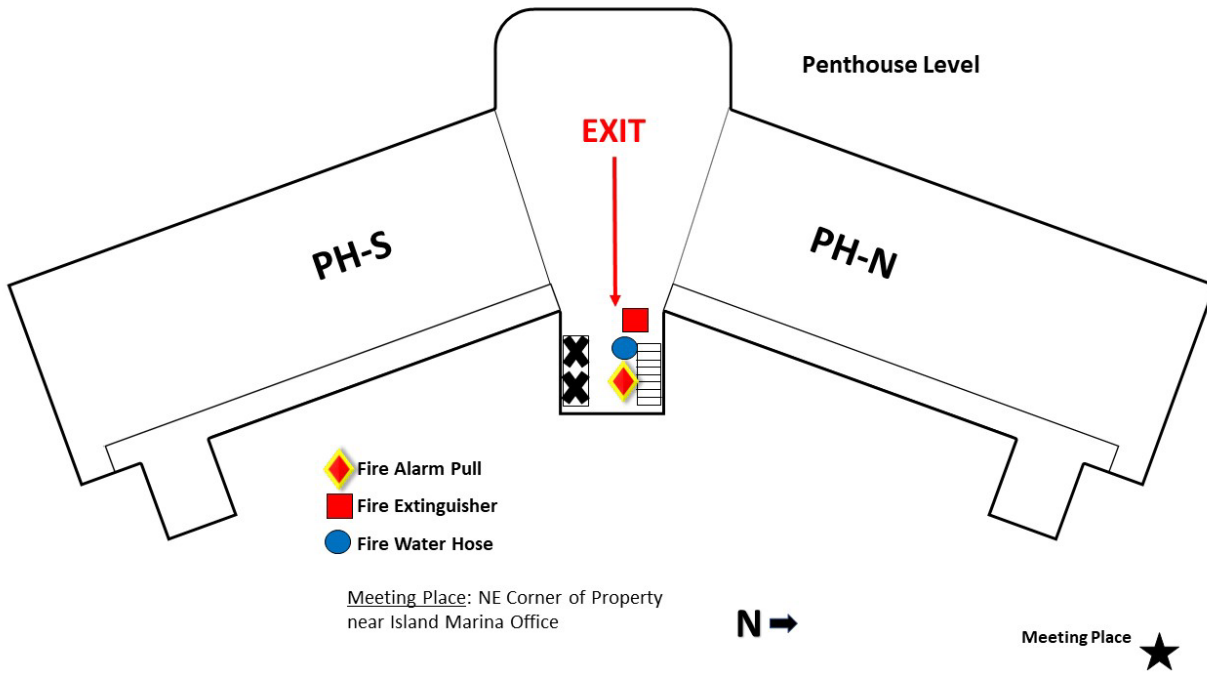 Penthouse Level
EXIT
PH-S
PH-N
Fire Alarm Pull
Fire Extinguisher
Fire Water Hose
Meeting Place: NE Corner of Property
near Island Marina Office
N
Meeting Place